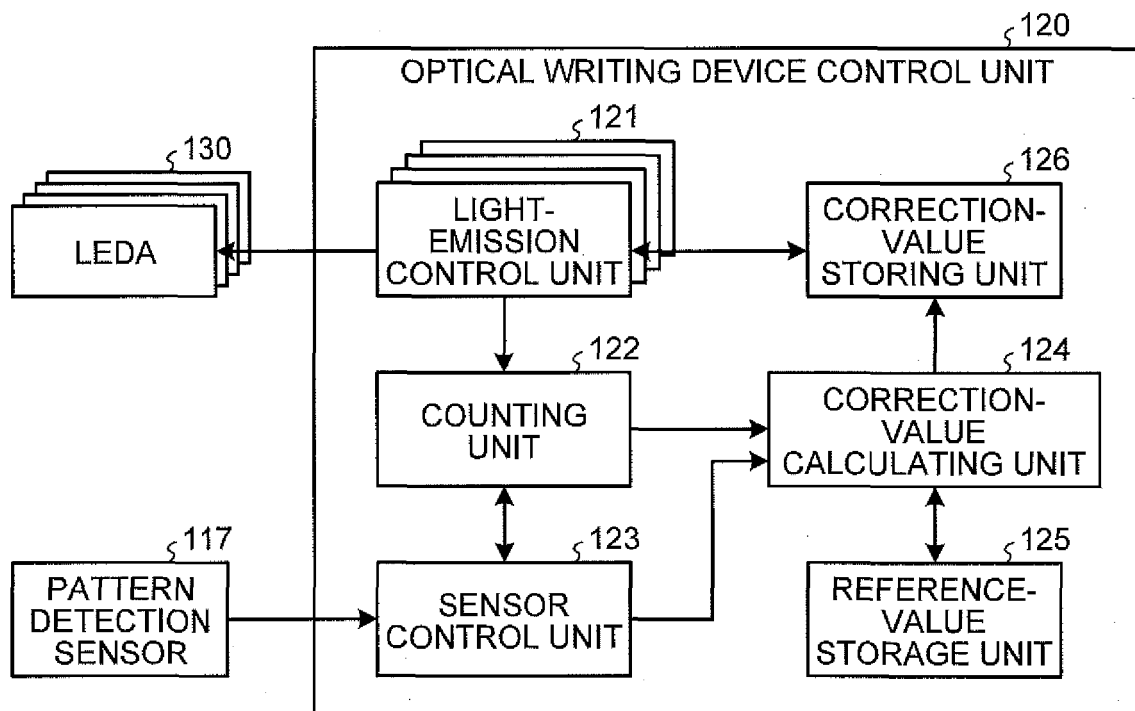 120
OPTICAL WRITING DEVICE CONTROL UNIT
130
LEDA
121
LIGHT-
EMISSION
CONTROL UNIT
126
CORRECTION-
VALUE
STORING UNIT
122
COUNTING
UNIT
124
CORRECTION-
VALUE
CALCULATING UNIT
117
PATTERN
DETECTION
SENSOR
123
SENSOR
CONTROL UNIT
125
REFERENCE-
VALUE
STORAGE UNIT